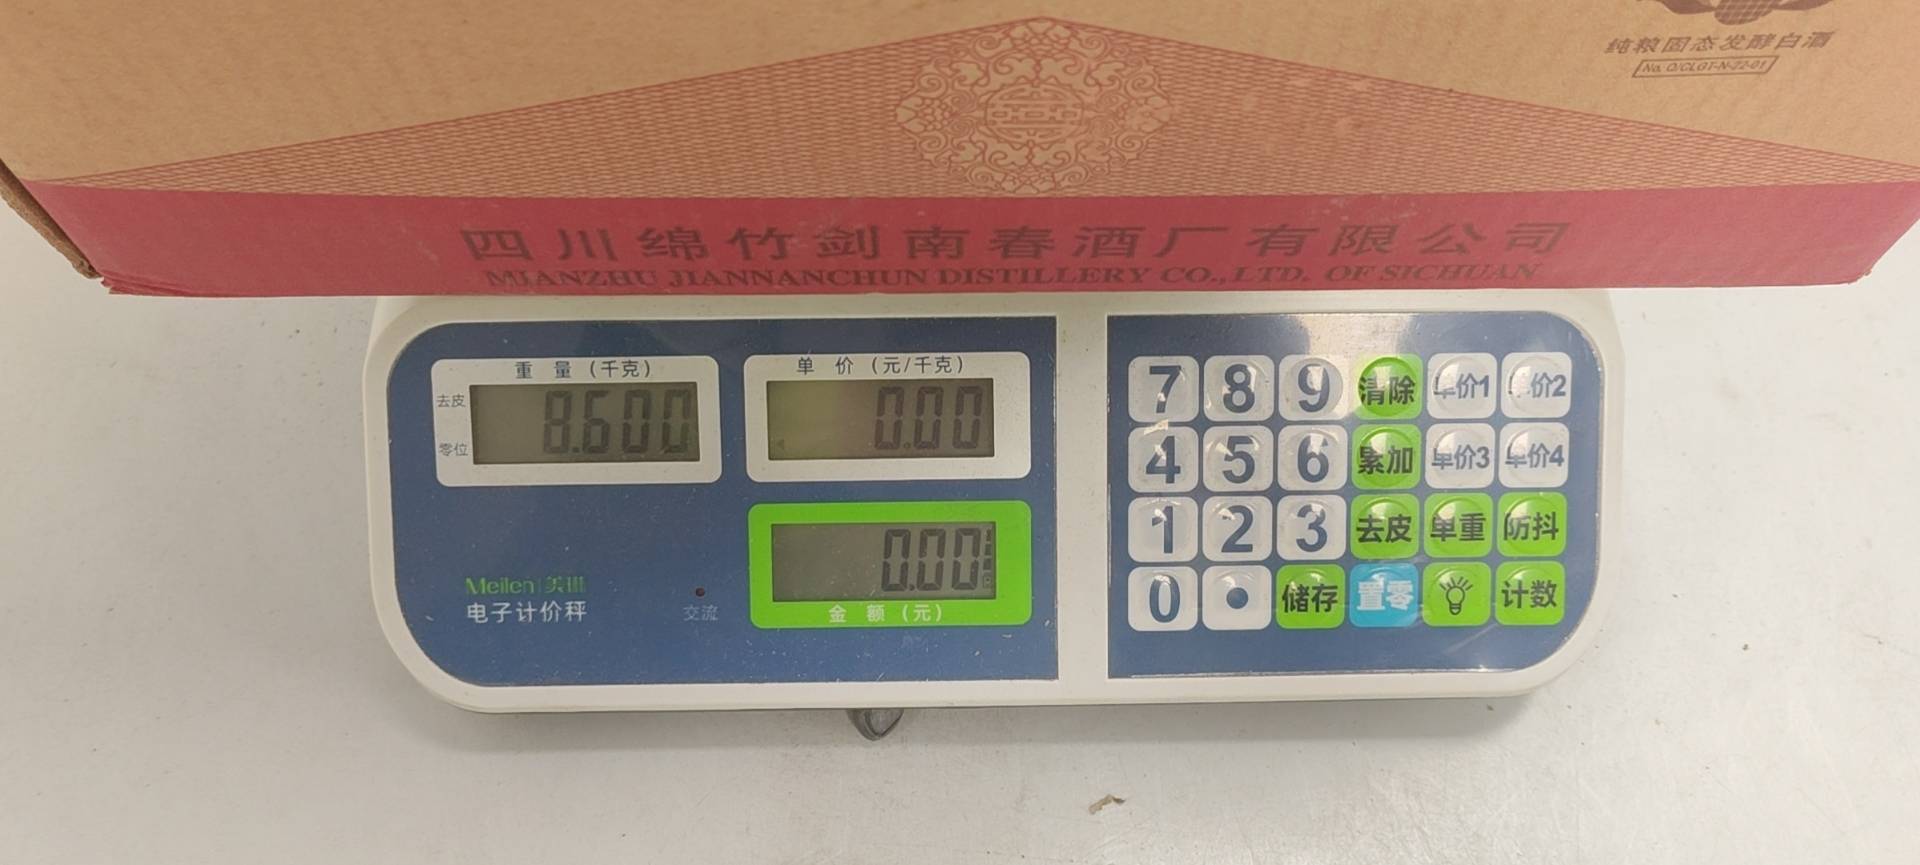 纯粮固态发酵白酒
No. Q/CLGT-N-22-01
四川绵竹剑南春酒厂有限公司
MIANZHU JIANNANCHUN DISTILLERY CO.,LTD. OF SICHUAN
重 量 (千克)
去皮
零位
8.600
单 价 (元/千克)
0.00
0.00
金 额 (元)
Meilen
电子计价秤
交流
7 8 9 清除 单价1 单价2
4 5 6 累加 单价3 单价4
1 2 3 去皮 单重 防抖
0 • 储存 置零 计数